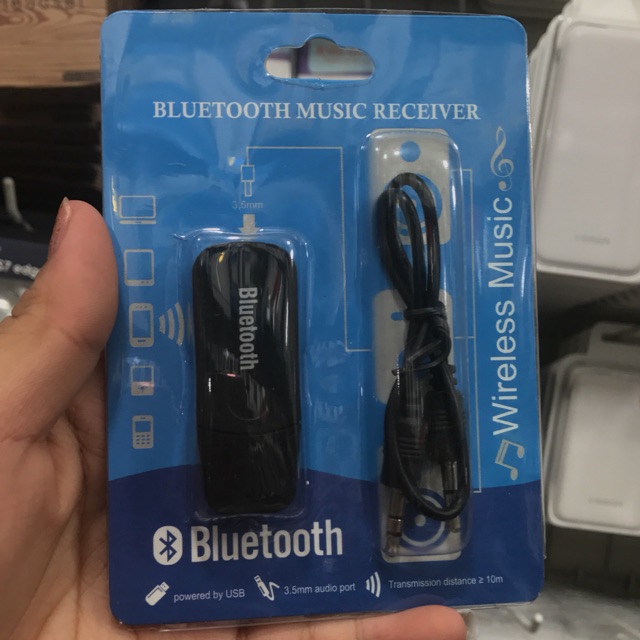 BLUETOOTH MUSIC RECEIVER
3.5mm
Bluetooth
Wireless Music
Bluetooth
powered by USB
3.5mm audio port
Transmission distance ≥ 10m